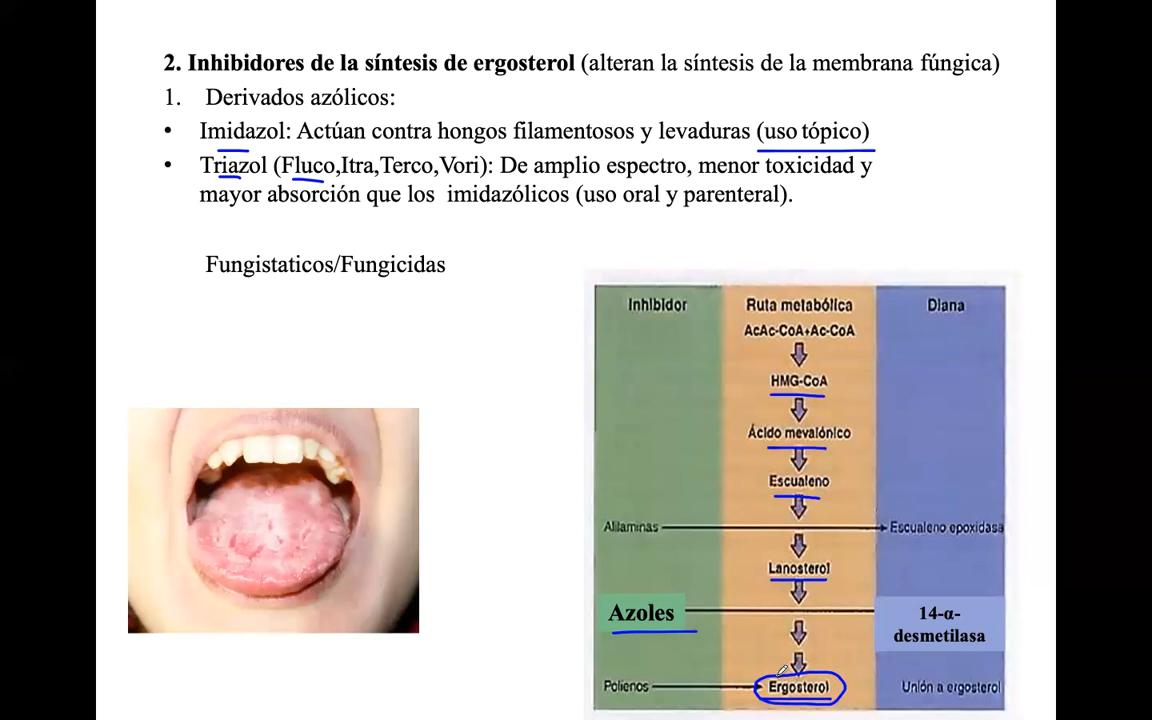 2. Inhibidores de la síntesis de ergosterol (alteran la síntesis de la membrana fúngica)
1. Derivados azólicos:
• Imidazol: Actúan contra hongos filamentosos y levaduras (uso tópico)
• Triazol (Fluco,Itra,Terco,Vori): De amplio espectro, menor toxicidad y
mayor absorción que los imidazólicos (uso oral y parenteral).
Fungistaticos/Fungicidas
Inhibidor Ruta metabólica Diana
AcAc-CoA+Ac-CoA
HMG-CoA
Ácido mevalónico
Escualeno
Alilaminas Escualeno epoxidasa
Lanosterol
Azoles 14-α-
desmetilasa
Polienos Ergosterol Unión a ergosterol